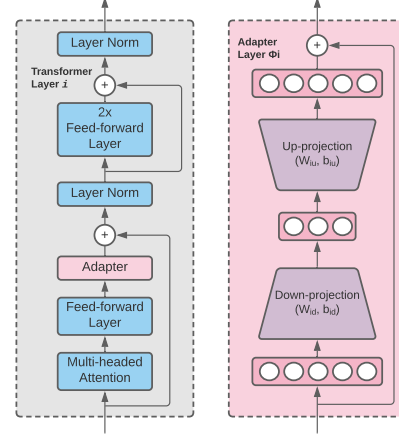 Layer Norm
Transformer
Layer i
+
2x
Feed-forward
Layer
Layer Norm
+
Adapter
Feed-forward
Layer
Multi-headed
Attention
Adapter
Layer Φi
+
Up-projection
(Wiu, biu)
Down-projection
(Wid, bid)